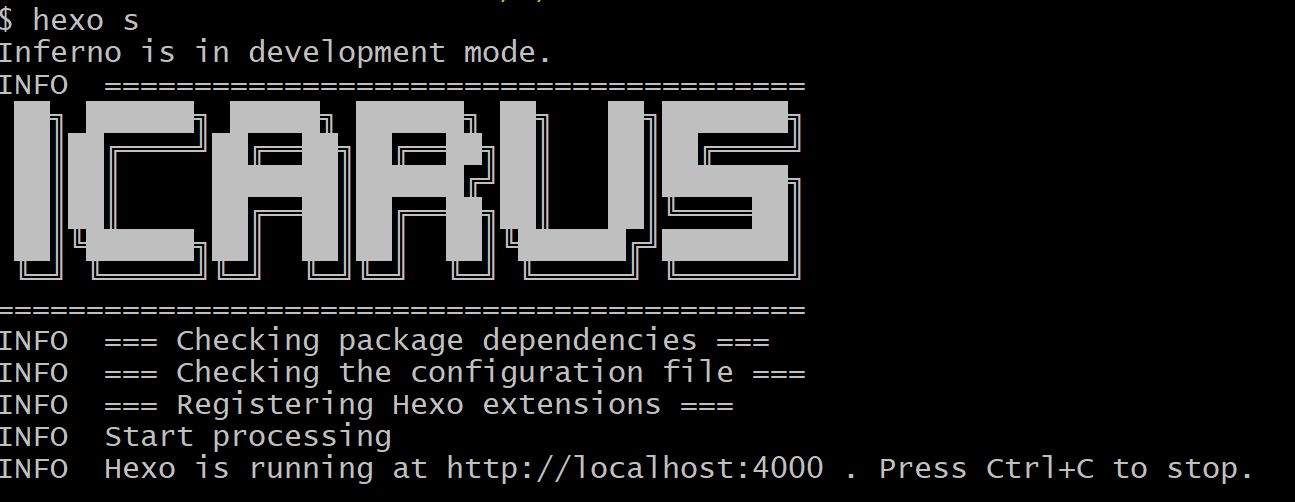 $ hexo s
Inferno is in development mode.
INFO  =======================================
ICARUS
=============================================
INFO  === Checking package dependencies ===
INFO  === Checking the configuration file ===
INFO  === Registering Hexo extensions ===
INFO  Start processing
INFO  Hexo is running at http://localhost:4000 . Press Ctrl+C to stop.